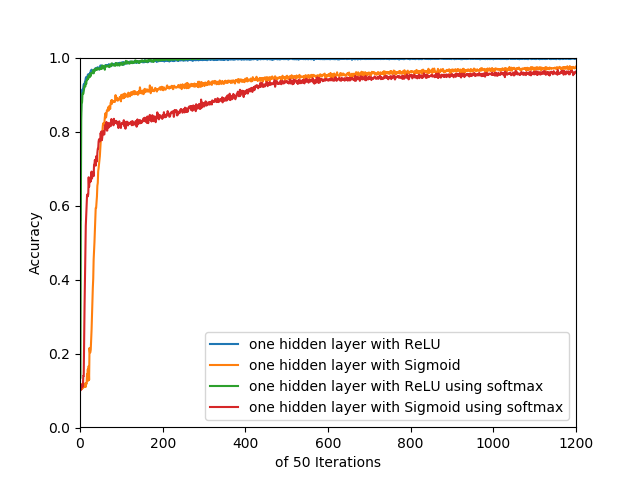 1.0
0.8
0.6
0.4
0.2
0.0
Accuracy
one hidden layer with ReLU
one hidden layer with Sigmoid
one hidden layer with ReLU using softmax
one hidden layer with Sigmoid using softmax
0 200 400 600 800 1000 1200
of 50 Iterations